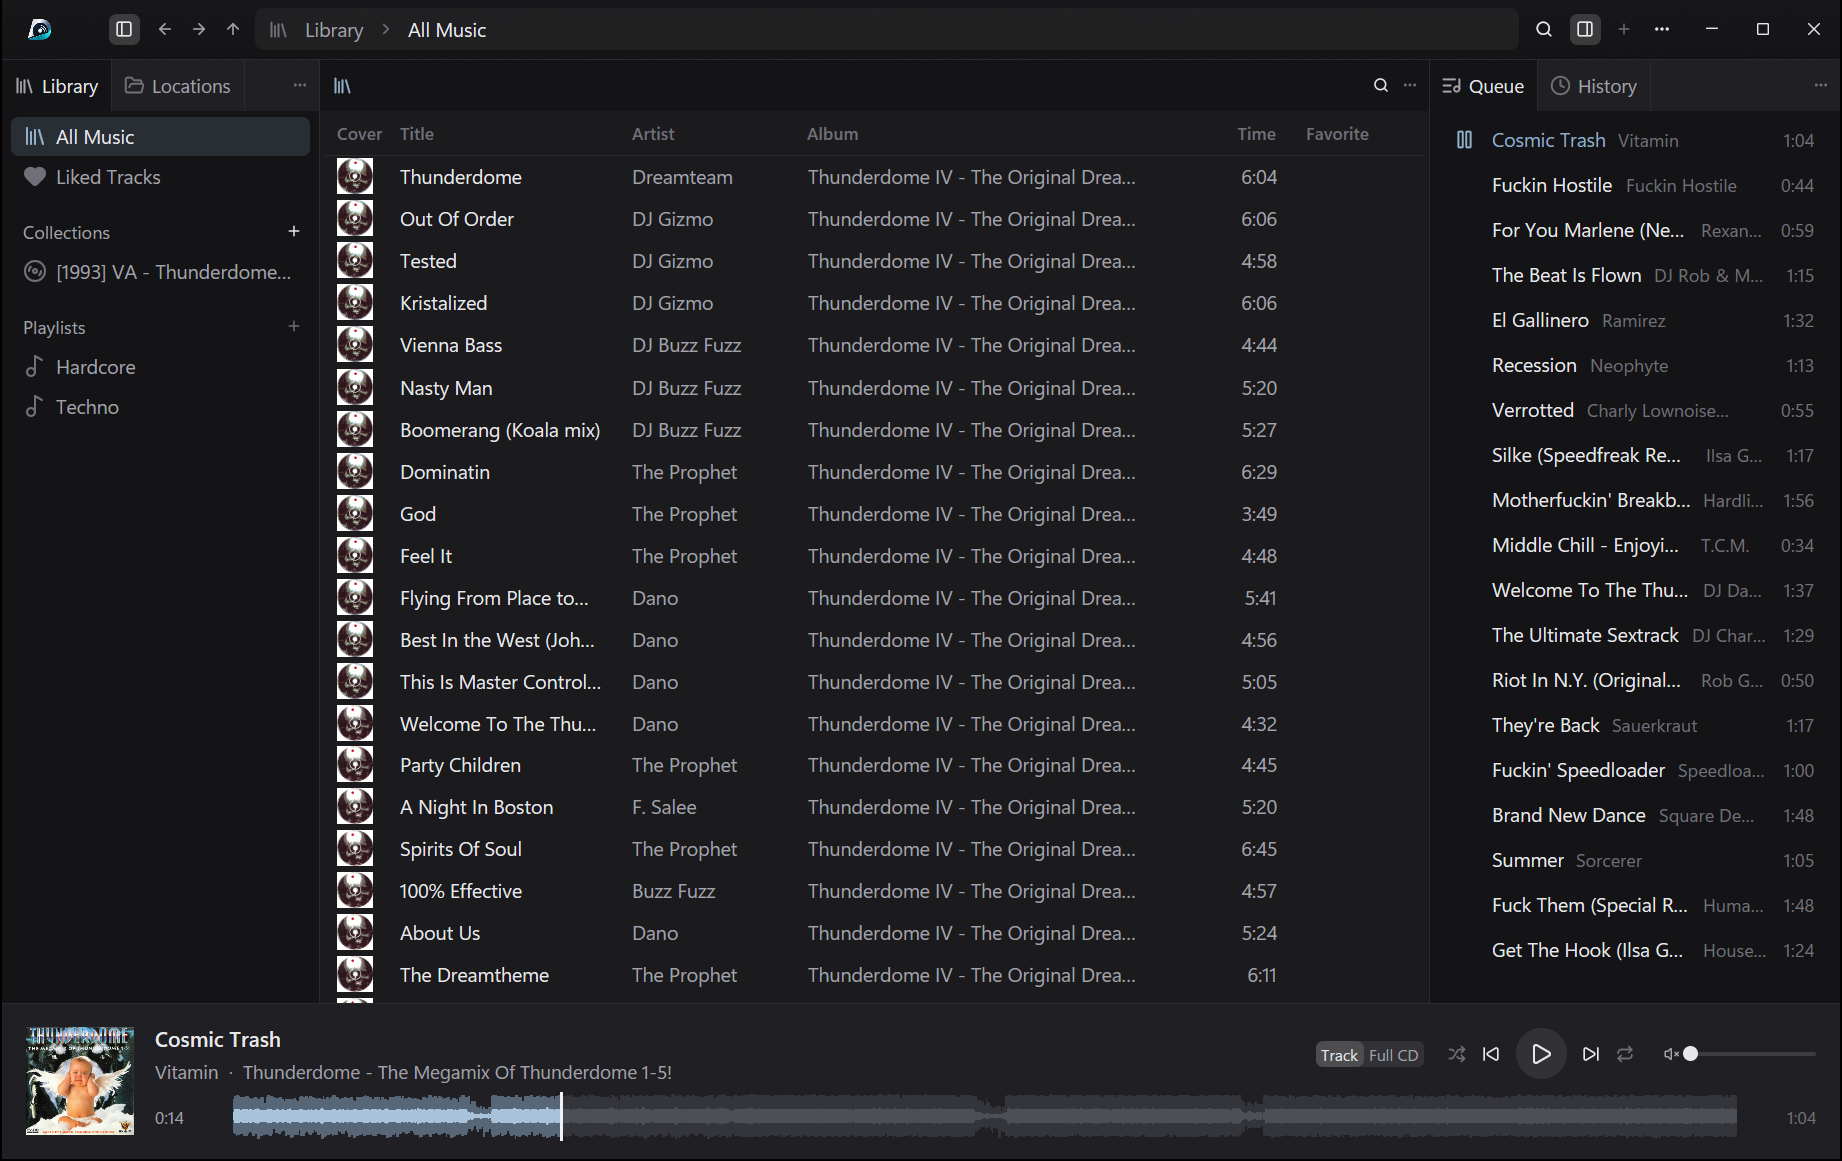 Library > All Music
Library
Locations
All Music
Liked Tracks
Collections
[1993] VA - Thunderdome...
Playlists
Hardcore
Techno
Cover Title Artist Album Time Favorite
Thunderdome Dreamteam Thunderdome IV - The Original Drea... 6:04
Out Of Order DJ Gizmo Thunderdome IV - The Original Drea... 6:06
Tested DJ Gizmo Thunderdome IV - The Original Drea... 4:58
Kristalized DJ Gizmo Thunderdome IV - The Original Drea... 6:06
Vienna Bass DJ Buzz Fuzz Thunderdome IV - The Original Drea... 4:44
Nasty Man DJ Buzz Fuzz Thunderdome IV - The Original Drea... 5:20
Boomerang (Koala mix) DJ Buzz Fuzz Thunderdome IV - The Original Drea... 5:27
Dominatin The Prophet Thunderdome IV - The Original Drea... 6:29
God The Prophet Thunderdome IV - The Original Drea... 3:49
Feel It The Prophet Thunderdome IV - The Original Drea... 4:48
Flying From Place to... Dano Thunderdome IV - The Original Drea... 5:41
Best In the West (Joh... Dano Thunderdome IV - The Original Drea... 4:56
This Is Master Control... Dano Thunderdome IV - The Original Drea... 5:05
Welcome To The Thu... Dano Thunderdome IV - The Original Drea... 4:32
Party Children The Prophet Thunderdome IV - The Original Drea... 4:45
A Night In Boston F. Salee Thunderdome IV - The Original Drea... 5:20
Spirits Of Soul The Prophet Thunderdome IV - The Original Drea... 6:45
100% Effective Buzz Fuzz Thunderdome IV - The Original Drea... 4:57
About Us Dano Thunderdome IV - The Original Drea... 5:24
The Dreamtheme The Prophet Thunderdome IV - The Original Drea... 6:11
Queue
History
Cosmic Trash Vitamin 1:04
Fuckin Hostile Fuckin Hostile 0:44
For You Marlene (Ne... Rexan... 0:59
The Beat Is Flown DJ Rob & M... 1:15
El Gallinero Ramirez 1:32
Recession Neophyte 1:13
Verrotted Charly Lownoise... 0:55
Silke (Speedfreak Re... Ilsa G... 1:17
Motherfuckin' Breakb... Hardli... 1:56
Middle Chill - Enjoyi... T.C.M. 0:34
Welcome To The Thu... DJ Da... 1:37
The Ultimate Sextrack DJ Char... 1:29
Riot In N.Y. (Original... Rob G... 0:50
They're Back Sauerkraut 1:17
Fuckin' Speedloader Speedloa... 1:00
Brand New Dance Square De... 1:48
Summer Sorcerer 1:05
Fuck Them (Special R... Huma... 1:48
Get The Hook (Ilsa G... House... 1:24
THUNDERDOME
THE MEGAMIX OF THUNDERDOME 1-5!
Cosmic Trash
Vitamin · Thunderdome - The Megamix Of Thunderdome 1-5!
0:14
Track Full CD
1:04